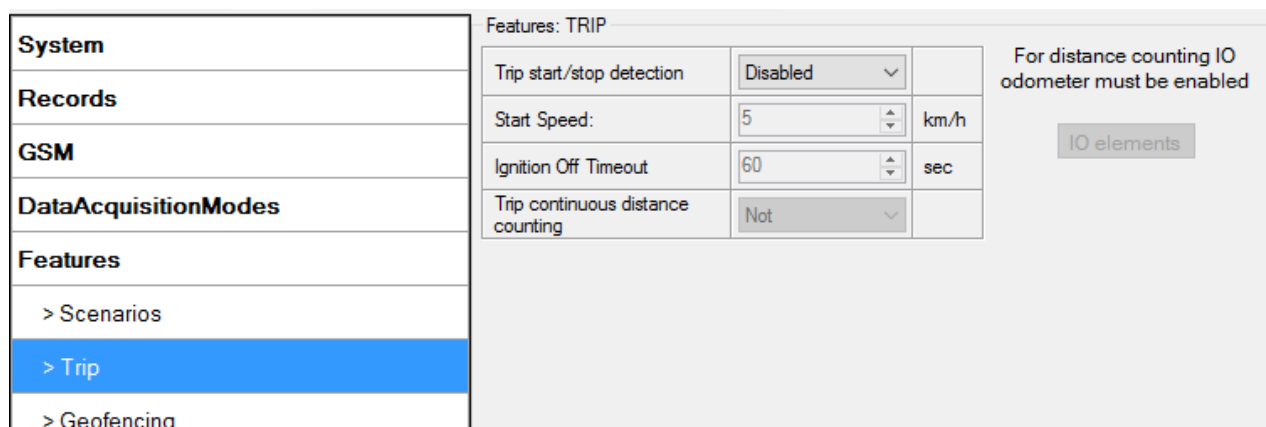 System
Records
GSM
DataAcquisitionModes
Features
> Scenarios
> Trip
> Geofencing
Features: TRIP
Trip start/stop detection Disabled
Start Speed: 5 km/h
Ignition Off Timeout 60 sec
Trip continuous distance
counting Not
For distance counting IO
odometer must be enabled
IO elements